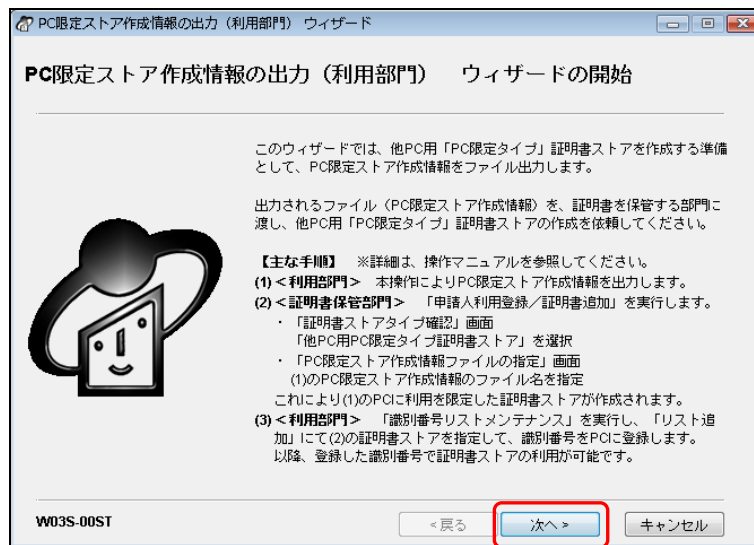 PC限定ストア作成情報の出力（利用部門） ウィザード
PC限定ストア作成情報の出力（利用部門）　ウィザードの開始
このウィザードでは、他PC用「PC限定タイプ」証明書ストアを作成する準備
として、PC限定ストア作成情報をファイル出力します。
出力されるファイル（PC限定ストア作成情報）を、証明書を保管する部門に
渡し、他PC用「PC限定タイプ」証明書ストアの作成を依頼してください。
【主な手順】　※詳細は、操作マニュアルを参照してください。
(1)＜利用部門＞　本操作によりPC限定ストア作成情報を出力します。
(2)＜証明書保管部門＞　「申請人利用登録／証明書追加」を実行します。
・「証明書ストアタイプ確認」画面
「他PC用PC限定タイプ証明書ストア」を選択
・「PC限定ストア作成情報ファイルの指定」画面
(1)のPC限定ストア作成情報のファイル名を指定
これにより(1)のPCに利用を限定した証明書ストアが作成されます。
(3)＜利用部門＞　「識別番号リストメンテナンス」を実行し、「リスト追
加」にて(2)の証明書ストアを指定して、識別番号をPCに登録します。
以降、登録した識別番号で証明書ストアの利用が可能です。
W03S-00ST
<戻る
次へ>
キャンセル